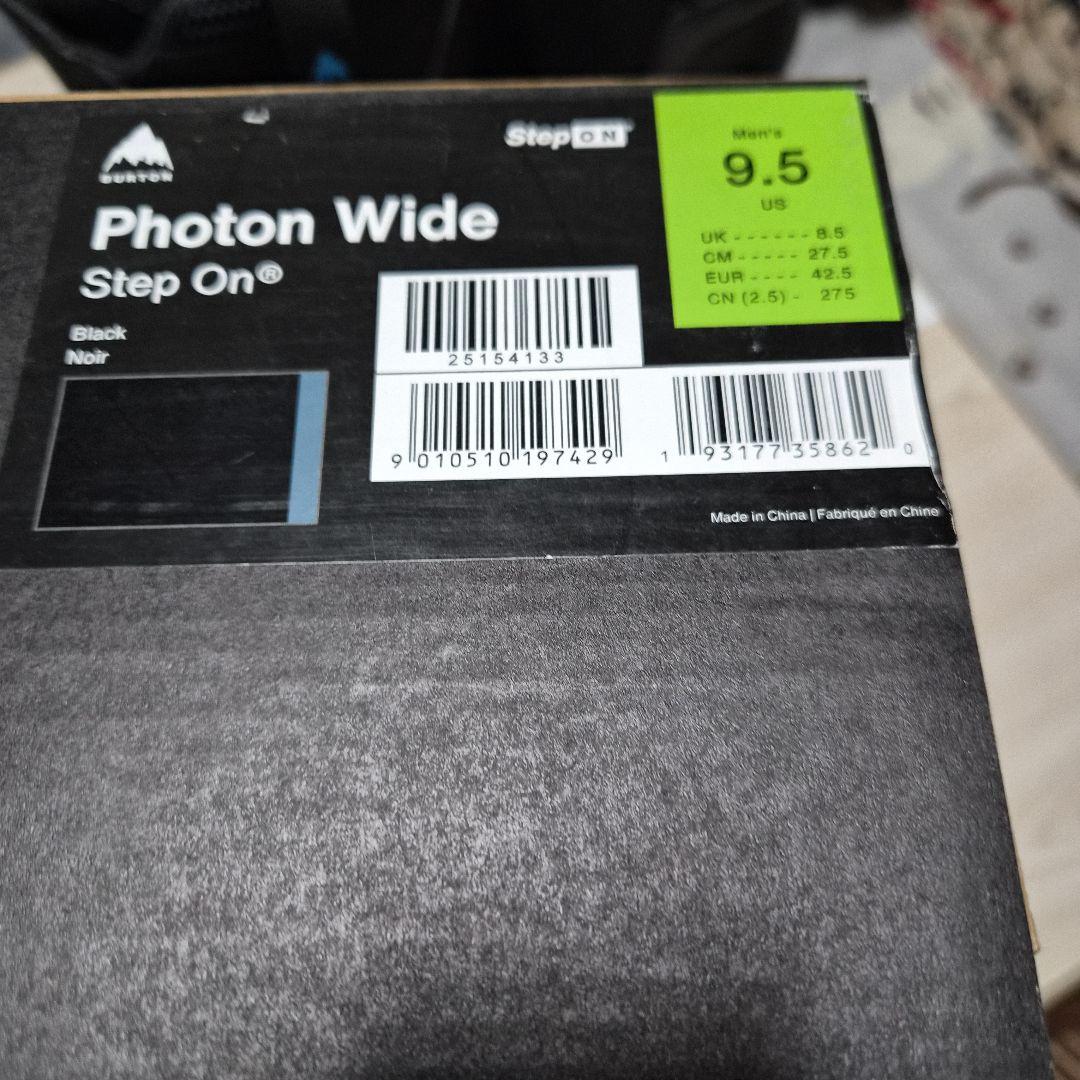 BURTON
StepON
Photon Wide
Step On®
Black
Noir
Men's
9.5
US
UK ------ 8.5
CM ----- 27.5
EUR ---- 42.5
CN (2.5) - 275
25154133
9 010510 197429
1 93177 35862 0
Made in China | Fabriqué en Chine